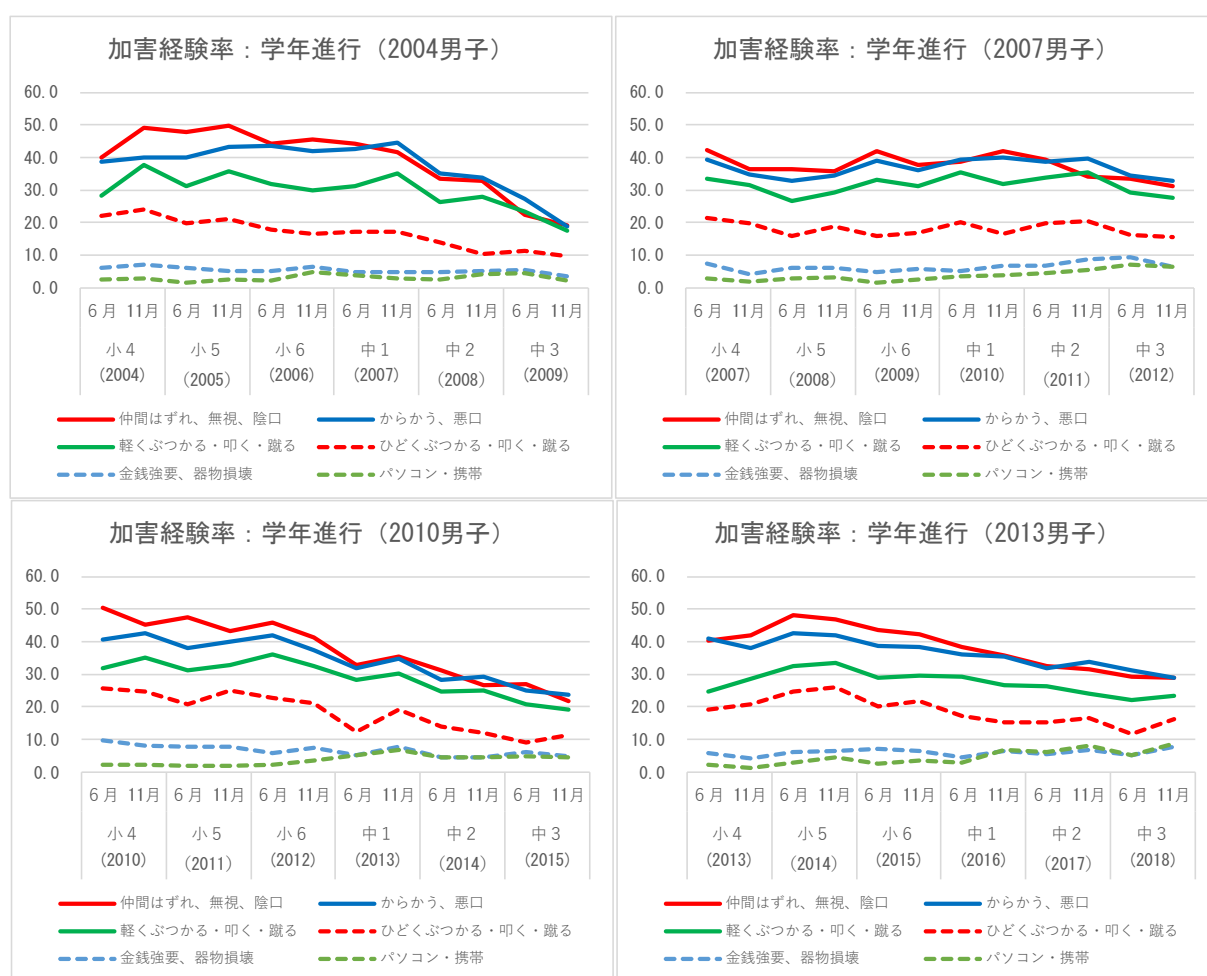 加害経験率：学年進行（2004男子）
60.0
50.0
40.0
30.0
20.0
10.0
0.0
6月 11月 6月 11月 6月 11月 6月 11月 6月 11月 6月 11月
小4 小5 小6 中1 中2 中3
(2004) (2005) (2006) (2007) (2008) (2009)
仲間はずれ、無視、陰口 からかう、悪口
軽くぶつかる・叩く・蹴る ひどくぶつかる・叩く・蹴る
金銭強要、器物損壊 パソコン・携帯
加害経験率：学年進行（2007男子）
60.0
50.0
40.0
30.0
20.0
10.0
0.0
6月 11月 6月 11月 6月 11月 6月 11月 6月 11月 6月 11月
小4 小5 小6 中1 中2 中3
(2007) (2008) (2009) (2010) (2011) (2012)
仲間はずれ、無視、陰口 からかう、悪口
軽くぶつかる・叩く・蹴る ひどくぶつかる・叩く・蹴る
金銭強要、器物損壊 パソコン・携帯
加害経験率：学年進行（2010男子）
60.0
50.0
40.0
30.0
20.0
10.0
0.0
6月 11月 6月 11月 6月 11月 6月 11月 6月 11月 6月 11月
小4 小5 小6 中1 中2 中3
(2010) (2011) (2012) (2013) (2014) (2015)
仲間はずれ、無視、陰口 からかう、悪口
軽くぶつかる・叩く・蹴る ひどくぶつかる・叩く・蹴る
金銭強要、器物損壊 パソコン・携帯
加害経験率：学年進行（2013男子）
60.0
50.0
40.0
30.0
20.0
10.0
0.0
6月 11月 6月 11月 6月 11月 6月 11月 6月 11月 6月 11月
小4 小5 小6 中1 中2 中3
(2013) (2014) (2015) (2016) (2017) (2018)
仲間はずれ、無視、陰口 からかう、悪口
軽くぶつかる・叩く・蹴る ひどくぶつかる・叩く・蹴る
金銭強要、器物損壊 パソコン・携帯